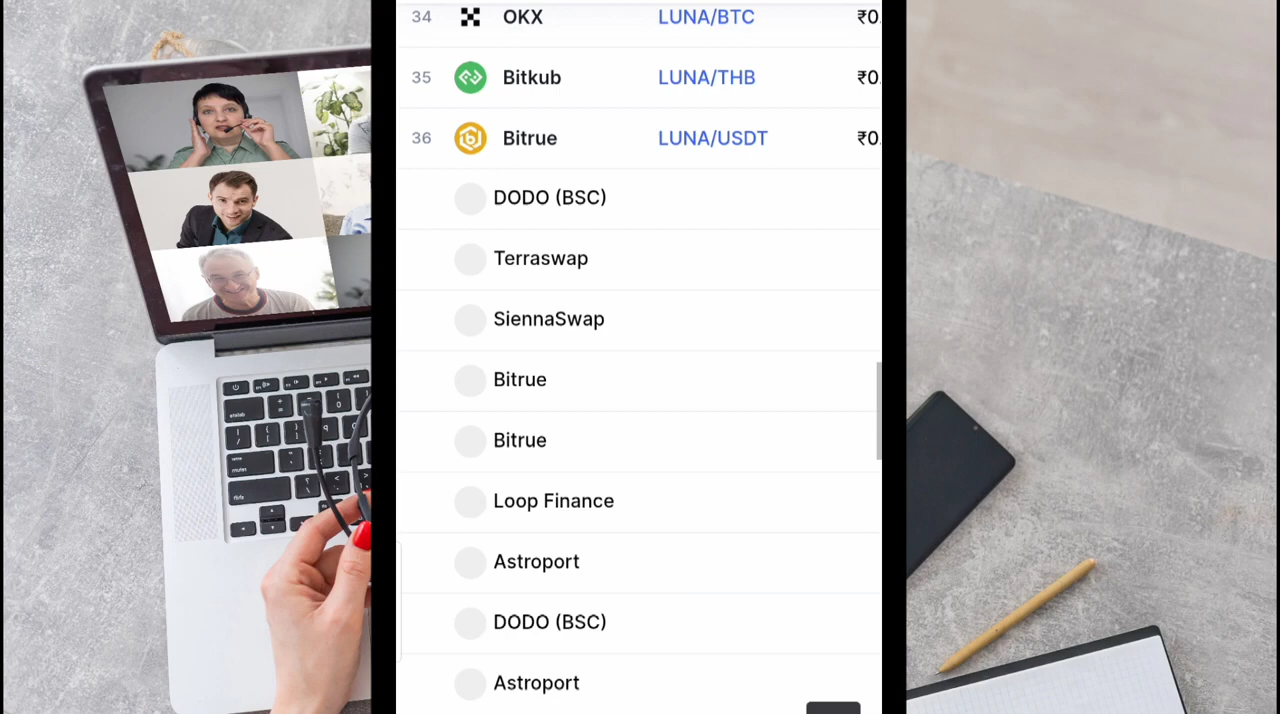 34 OKX LUNA/BTC ₹0.
35 Bitkub LUNA/THB ₹0.
36 Bitrue LUNA/USDT ₹0.
DODO (BSC)
Terraswap
SiennaSwap
Bitrue
Bitrue
Loop Finance
Astroport
DODO (BSC)
Astroport